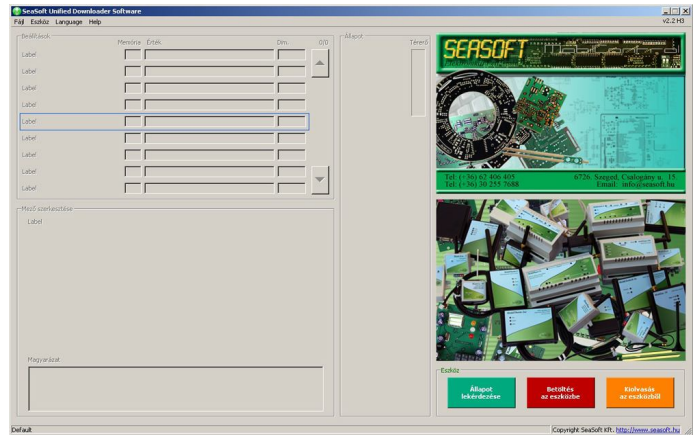 SeaSoft Unified Downloader Software
Fájl Eszköz Language Help
v2.2 H3
Beállítások
Memória Érték Dim. 0/0
Label
Label
Label
Label
Label
Label
Label
Label
Label
Állapot
Térerő
SEASOFT
Tel: (+36) 62 406 405 6726. Szeged, Csalogány u. 15.
Tel: (+36) 30 255 7688 Email: info@seasoft.hu
Mező szerkesztése
Label
Magyarázat
Eszköz
Állapot
lekérdezése
Betöltés
az eszközbe
Kiolvasás
az eszközből
Default
Copyright SeaSoft Kft. http://www.seasoft.hu